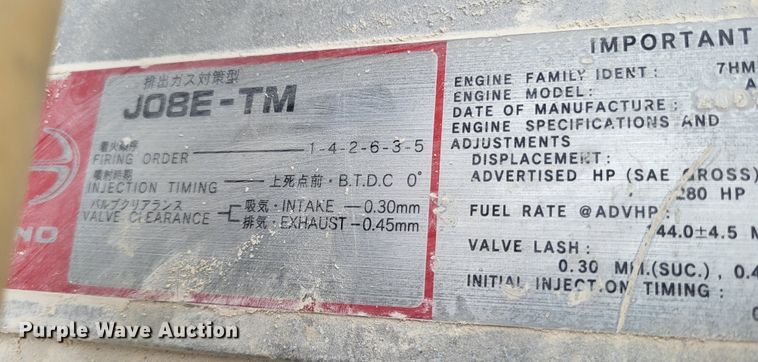 排出ガス対策型
J08E-TM
着火順序
FIRING ORDER 1-4-2-6-3-5
噴射時期
INJECTION TIMING 上死点前・B.T.D.C 0°
バルブクリアランス
VALVE CLEARANCE
吸気・INTAKE —0.30mm
排気・EXHAUST—0.45mm
NO
IMPORTANT
ENGINE FAMILY IDENT: 7HM
ENGINE MODEL: A
DATE OF MANUFACTURE:
ENGINE SPECIFICATIONS AND
ADJUSTMENTS
DISPLACEMENT:
ADVERTISED HP (SAE GROSS)
280 HP
FUEL RATE @ADVHP:
44.0±4.5 M
VALVE LASH:
0.30 MM.(SUC.), 0.4
INITIAL INJECTION TIMING:
Purple Wave Auction